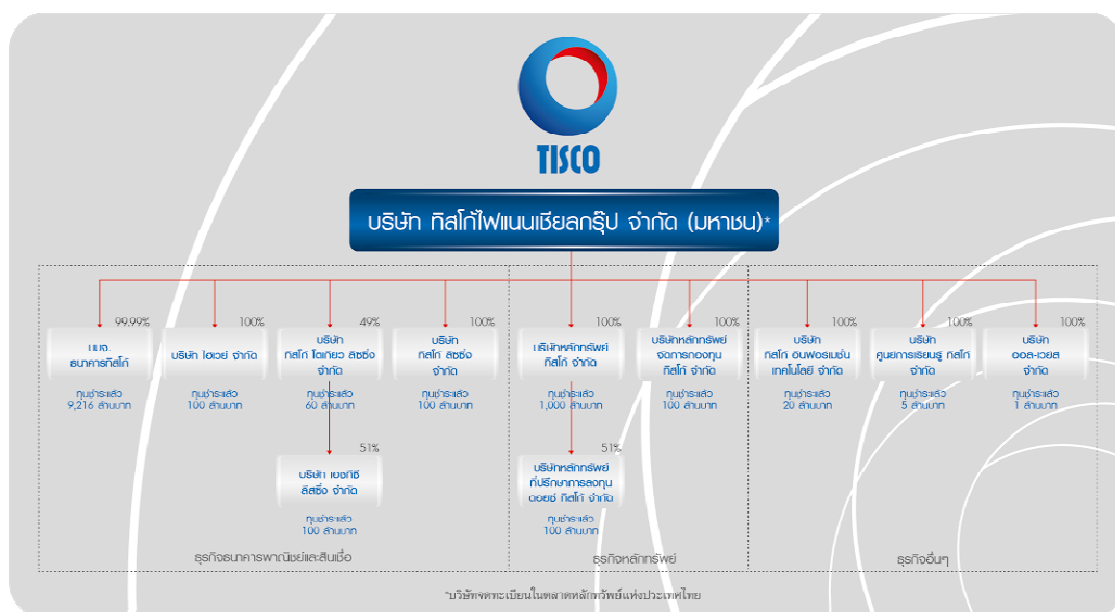 TISCO
บริษัท ทิสโก้ไฟแนนเชียลกรุ๊ป จำกัด (มหาชน)*
99.99%
บมจ.
ธนาคารทิสโก้
ทุนชำระแล้ว
9,216 ล้านบาท
100%
บริษัท ไฮเวย์ จำกัด
ทุนชำระแล้ว
100 ล้านบาท
49%
บริษัท
ทิสโก้ โตเกียว ลิซซิ่ง
จำกัด
ทุนชำระแล้ว
60 ล้านบาท
100%
บริษัท
ทิสโก้ ลิซซิ่ง
จำกัด
ทุนชำระแล้ว
100 ล้านบาท
100%
บริษัทหลักทรัพย์
ทิสโก้ จำกัด
ทุนชำระแล้ว
1,000 ล้านบาท
100%
บริษัทหลักทรัพย์
จัดการกองทุน
ทิสโก้ จำกัด
ทุนชำระแล้ว
100 ล้านบาท
100%
บริษัท
ทิสโก้ อินฟอร์เมชั่น
เทคโนโลยี จำกัด
ทุนชำระแล้ว
20 ล้านบาท
100%
บริษัท
ศูนย์การเรียนรู้ ทิสโก้
จำกัด
ทุนชำระแล้ว
5 ล้านบาท
100%
บริษัท
ออล-เวยส์
จำกัด
ทุนชำระแล้ว
1 ล้านบาท
51%
บริษัท เอชทีซี
ลีสซิ่ง จำกัด
ทุนชำระแล้ว
100 ล้านบาท
51%
บริษัทหลักทรัพย์
ที่ปรึกษาการลงทุน
ดอยซ์ ทิสโก้ จำกัด
ทุนชำระแล้ว
100 ล้านบาท
ธุรกิจธนาคารพาณิชย์และสินเชื่อ
ธุรกิจหลักทรัพย์
ธุรกิจอื่นๆ
*บริษัทจดทะเบียนในตลาดหลักทรัพย์แห่งประเทศไทย